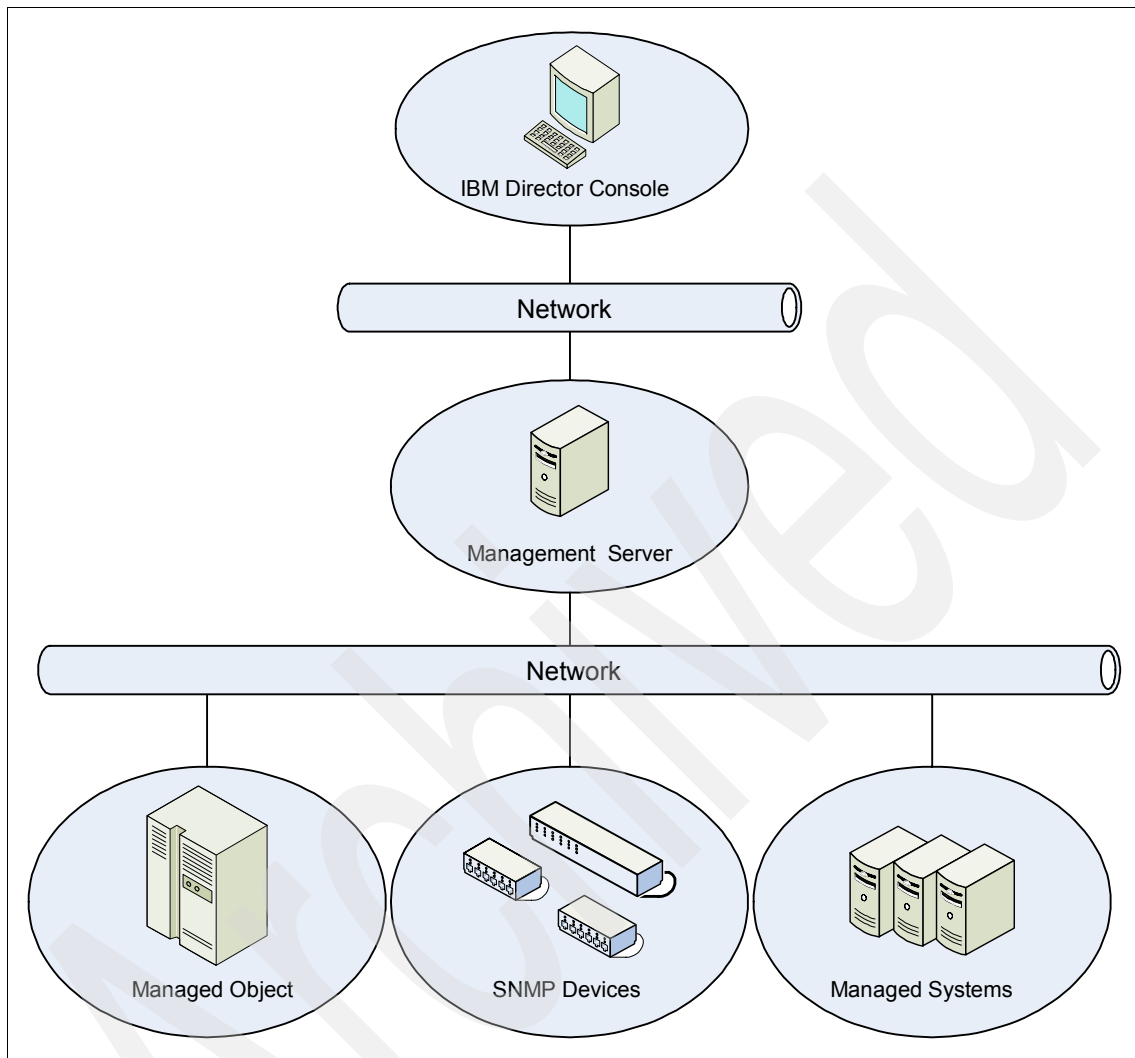 IBM Director Console
Network
Management Server
Network
Managed Object
SNMP Devices
Managed Systems
Archived